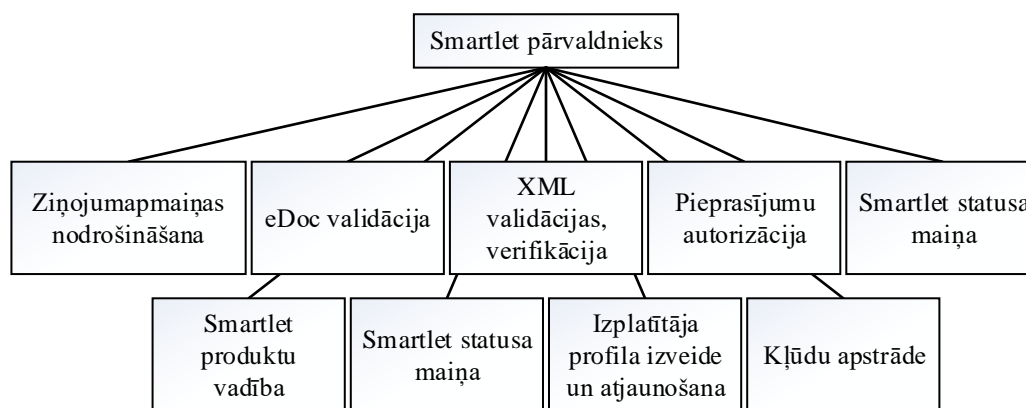 Smartlet pārvaldnieks
Ziņojumapmaiņas
nodrošināšana
eDoc validācija
XML
validācijas,
verifikācija
Pieprasījumu
autorizācija
Smartlet statusa
maiņa
Smartlet
produktu
vadība
Smartlet statusa
maiņa
Izplatītāja
profila izveide
un atjaunošana
Kļūdu apstrāde